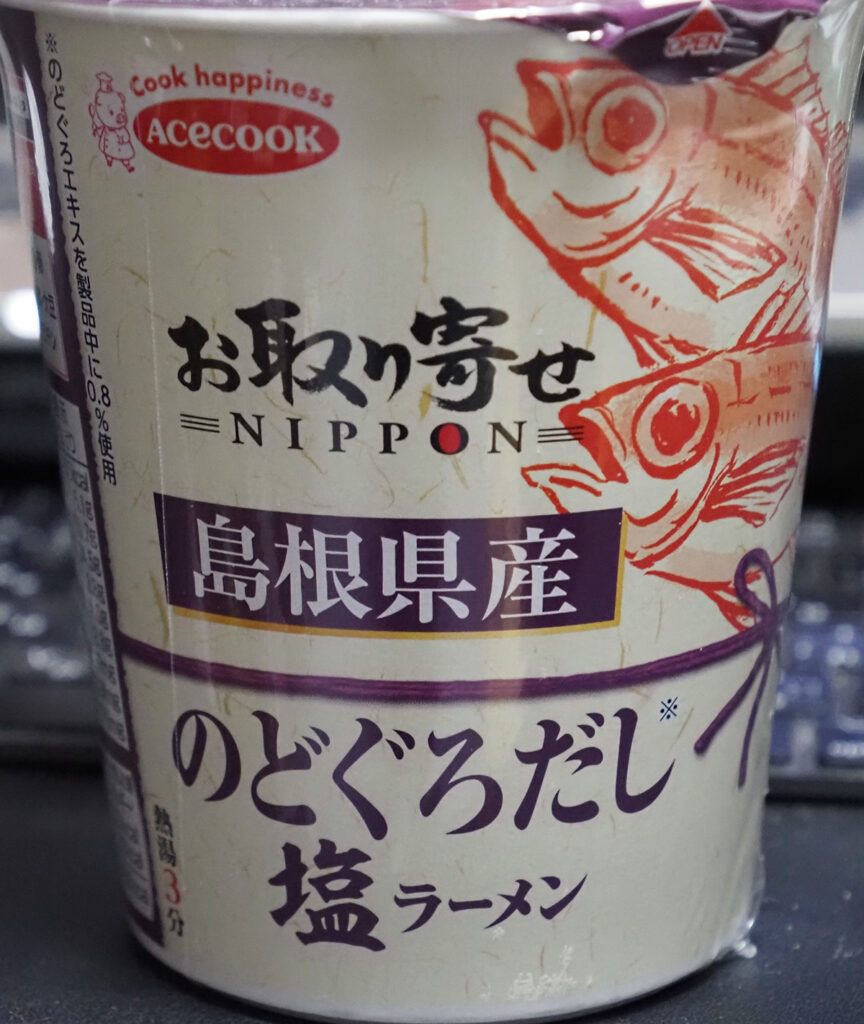 OPEN
Cook happiness
ACECOOK
※のどぐろエキスを製品中に0.8%使用
お取り寄せ
NIPPON
島根県産
のどぐろだし※
塩ラーメン
熱湯3分